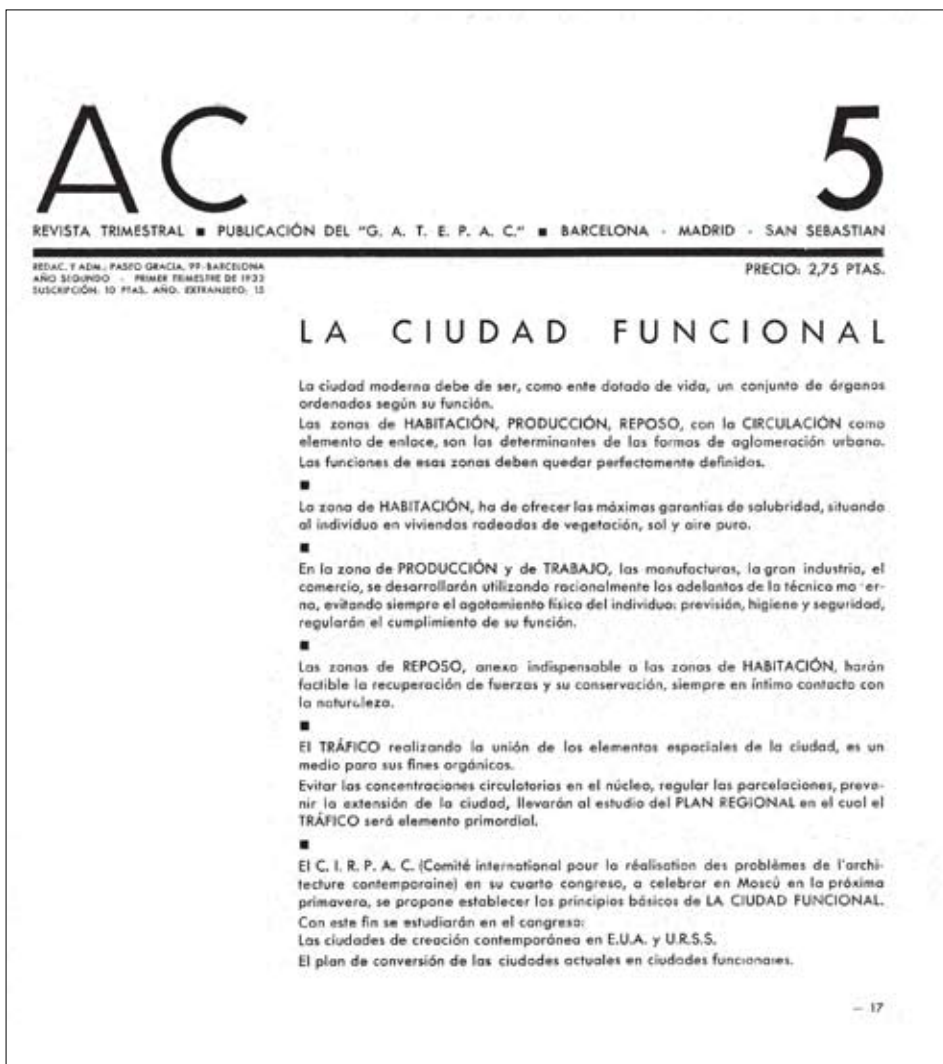 AC 5
REVISTA TRIMESTRAL ■ PUBLICACIÓN DEL "G. A. T. E. P. A. C." ■ BARCELONA - MADRID - SAN SEBASTIAN
REDAC. Y ADM.: PASEO GRACIA, 99-BARCELONA
AÑO SEGUNDO - PRIMER TRIMESTRE DE 1932
SUSCRIPCIÓN: 10 PTAS. AÑO. EXTRANJERO: 15
PRECIO: 2,75 PTAS.
LA CIUDAD FUNCIONAL
La ciudad moderna debe de ser, como ente dotado de vida, un conjunto de órganos
ordenados según su función.
Las zonas de HABITACIÓN, PRODUCCIÓN, REPOSO, con la CIRCULACIÓN como
elemento de enlace, son las determinantes de las formas de aglomeración urbana.
Las funciones de esas zonas deben quedar perfectamente definidas.
■
La zona de HABITACIÓN, ha de ofrecer las máximas garantías de salubridad, situando
al individuo en viviendas rodeadas de vegetación, sol y aire puro.
■
En la zona de PRODUCCIÓN y de TRABAJO, las manufacturas, la gran industria, el
comercio, se desarrollarán utilizando racionalmente los adelantos de la técnica mo er-
na, evitando siempre el agotamiento físico del individuo: previsión, higiene y seguridad,
regularán el cumplimiento de su función.
■
Las zonas de REPOSO, anexo indispensable a las zonas de HABITACIÓN, harán
factible la recuperación de fuerzas y su conservación, siempre en íntimo contacto con
la naturaleza.
■
El TRÁFICO realizando la unión de los elementos espaciales de la ciudad, es un
medio para sus fines orgánicos.
Evitar las concentraciones circulatorias en el núcleo, regular las parcelaciones, preve-
nir la extensión de la ciudad, llevarán al estudio del PLAN REGIONAL en el cual el
TRÁFICO será elemento primordial.
■
El C. I. R. P. A. C. (Comité international pour la réalisation des problèmes de l'archi-
tecture contemporaine) en su cuarto congreso, a celebrar en Moscú en la próxima
primavera, se propone establecer los principios básicos de LA CIUDAD FUNCIONAL.
Con este fin se estudiarán en el congreso:
Las ciudades de creación contemporánea en E.U.A. y U.R.S.S.
El plan de conversión de las ciudades actuales en ciudades funcionales.
– 17